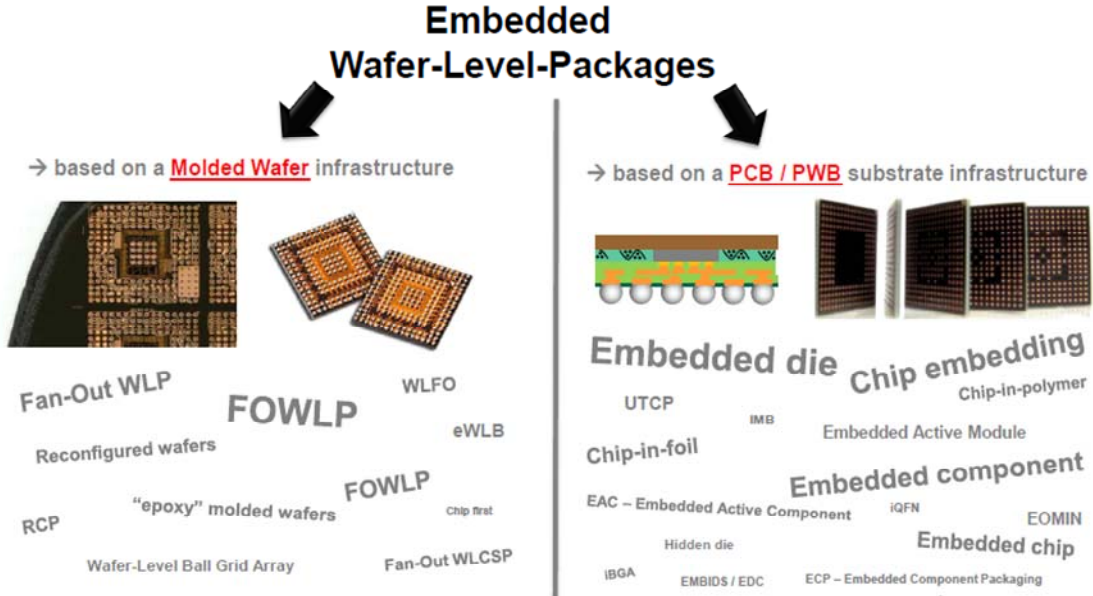 Embedded
Wafer-Level-Packages
→ based on a Molded Wafer infrastructure
Fan-Out WLP
FOWLP
WLFO
eWLB
Reconfigured wafers
FOWLP
RCP
"epoxy" molded wafers
Chip first
Wafer-Level Ball Grid Array
Fan-Out WLCSP
→ based on a PCB / PWB substrate infrastructure
Embedded die
Chip embedding
Chip-in-polymer
UTCP
IMB
Embedded Active Module
Chip-in-foil
Embedded component
EAC – Embedded Active Component
iQFN
EOMIN
Hidden die
Embedded chip
iBGA
EMBIDS / EDC
ECP – Embedded Component Packaging